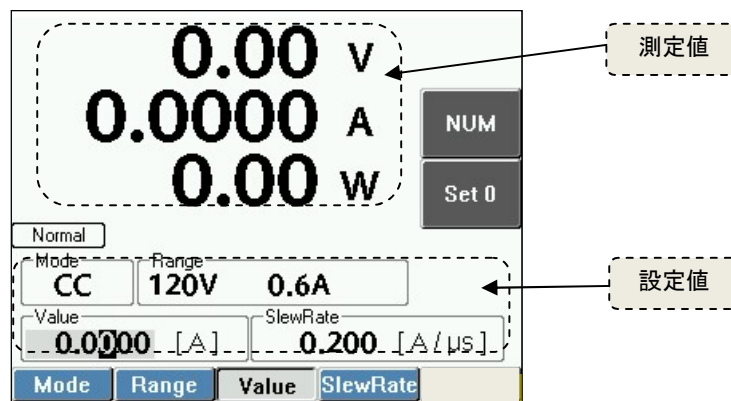 0.00 V
測定値
0.0000 A
NUM
0.00 W
Set 0
Normal
Mode
Range
CC
120V 0.6A
設定値
Value
SlewRate
0.0000 [A]
0.200 [A/μs]
Mode Range Value SlewRate